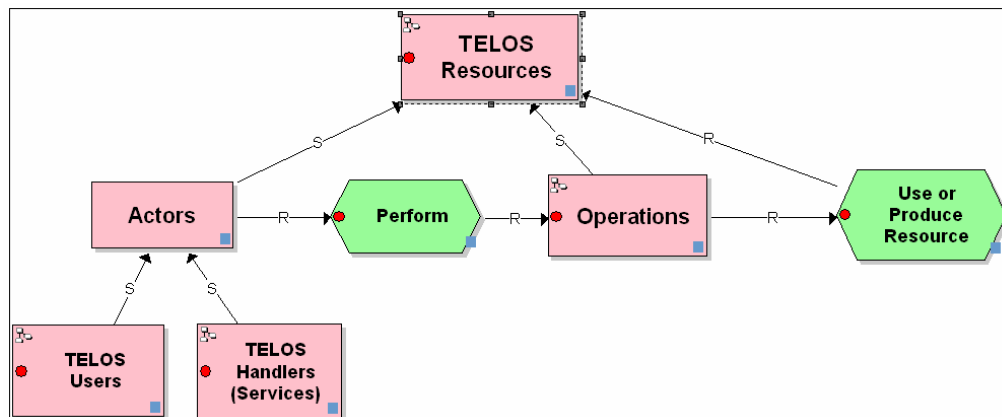 TELOS
Resources
S
S
R
Actors
R
Perform
R
Operations
R
Use or
Produce
Resource
S
S
TELOS
Users
TELOS
Handlers
(Services)